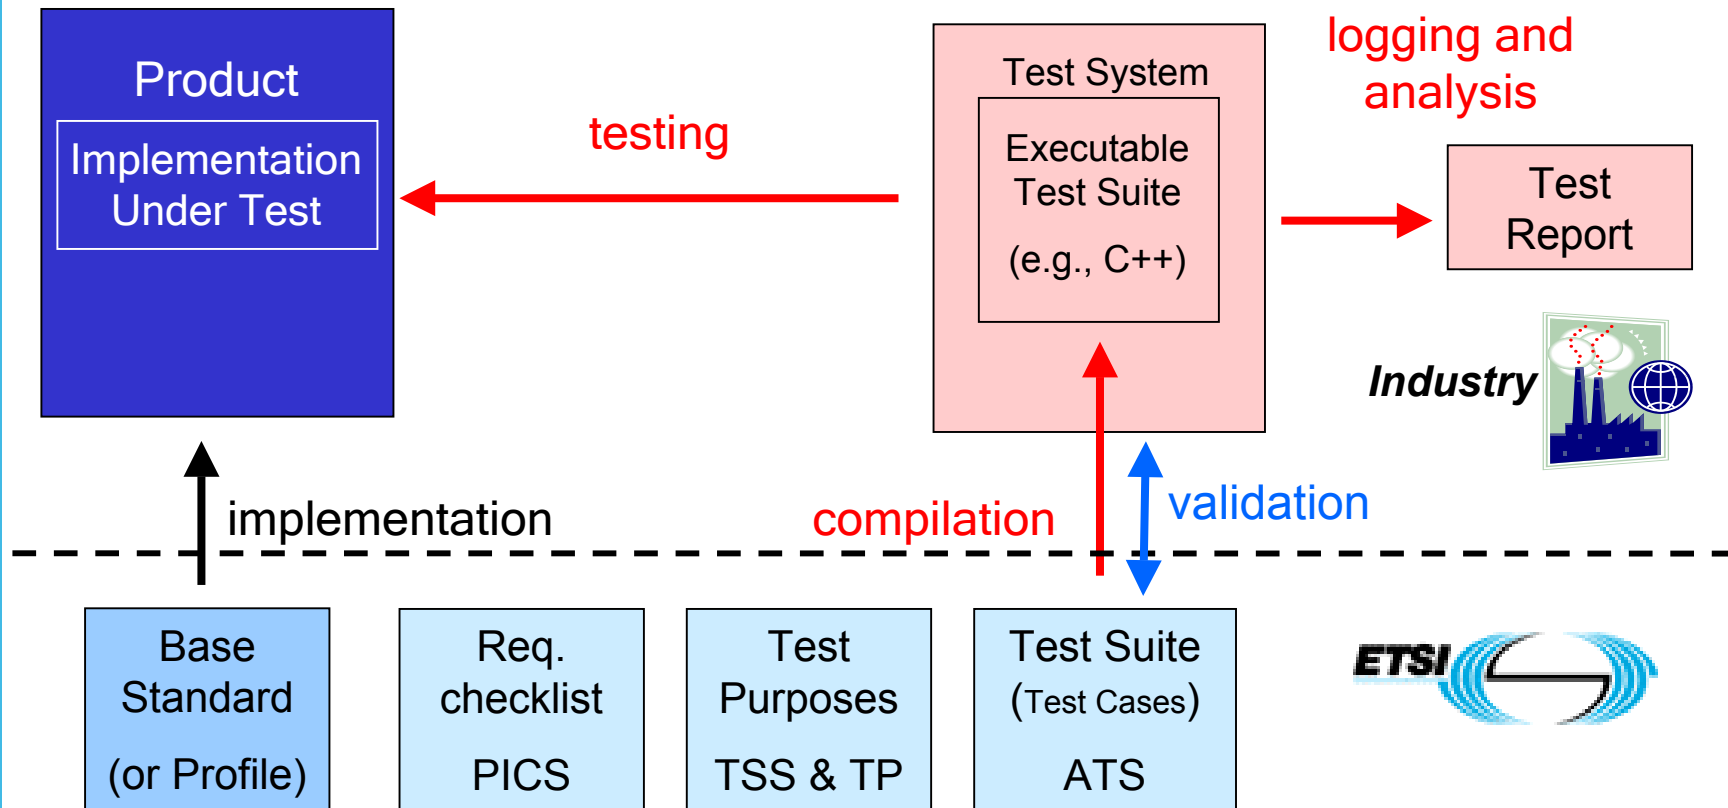 Product
Implementation
Under Test
testing
Test System
Executable
Test Suite
(e.g., C++)
logging and
analysis
Test
Report
Industry
implementation
compilation
validation
Base
Standard
(or Profile)
Req.
checklist
PICS
Test
Purposes
TSS & TP
Test Suite
(Test Cases)
ATS
ETSI